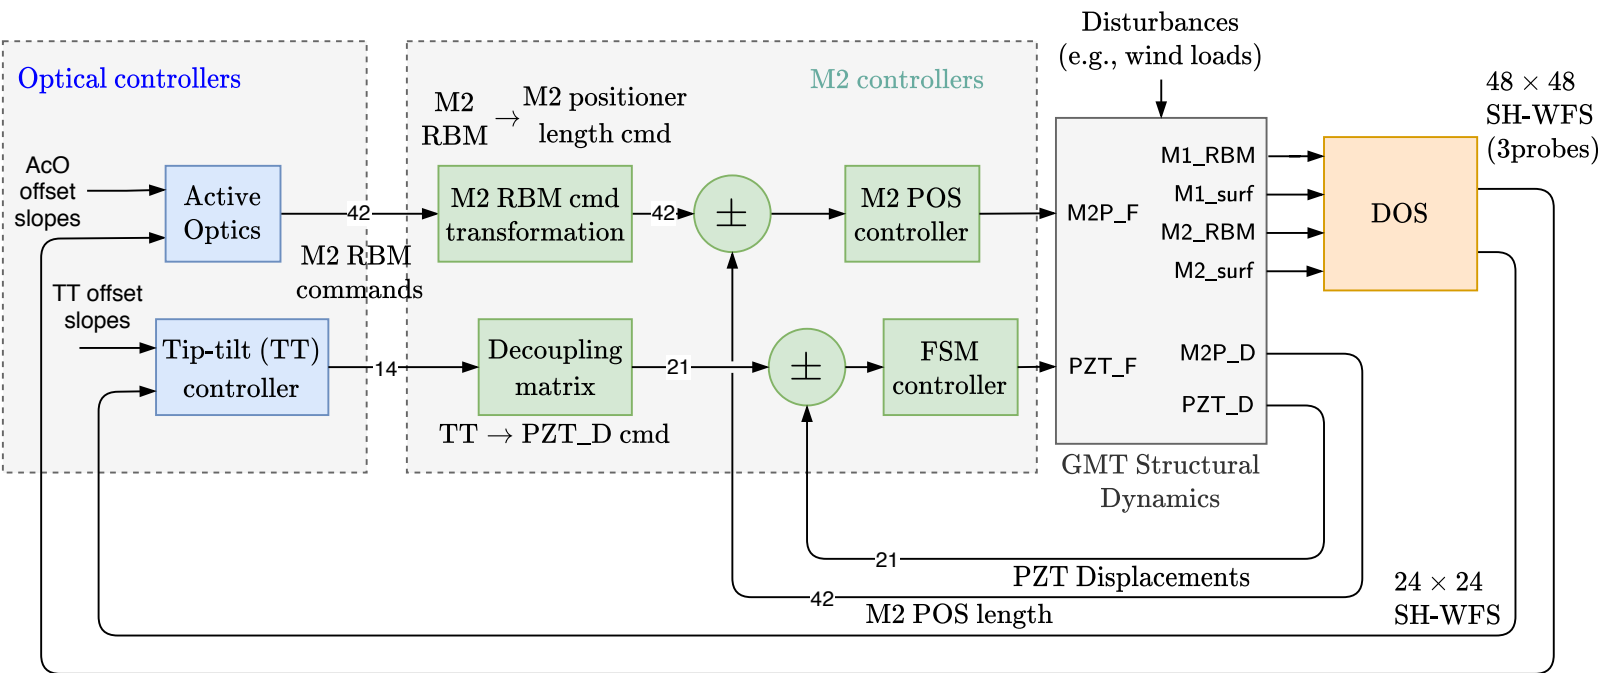 Optical controllers
AcO
offset
slopes
Active
Optics
42
M2 RBM
commands
TT offset
slopes
Tip-tilt (TT)
controller
14
M2 controllers
M2
RBM
→
M2 positioner
length cmd
M2 RBM cmd
transformation
42
±
M2 POS
controller
Decoupling
matrix
TT → PZT_D cmd
21
±
FSM
controller
Disturbances
(e.g., wind loads)
M2P_F
PZT_F
M1_RBM
M1_surf
M2_RBM
M2_surf
M2P_D
PZT_D
GMT Structural
Dynamics
DOS
48 × 48
SH-WFS
(3probes)
21
PZT Displacements
42
M2 POS length
24 × 24
SH-WFS